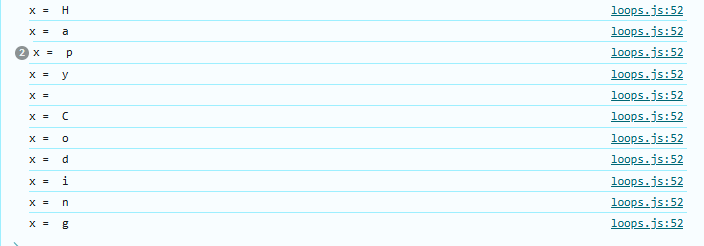 x =  H loops.js:52
x =  a loops.js:52
2 x =  p loops.js:52
x =  y loops.js:52
x = loops.js:52
x =  C loops.js:52
x =  o loops.js:52
x =  d loops.js:52
x =  i loops.js:52
x =  n loops.js:52
x =  g loops.js:52